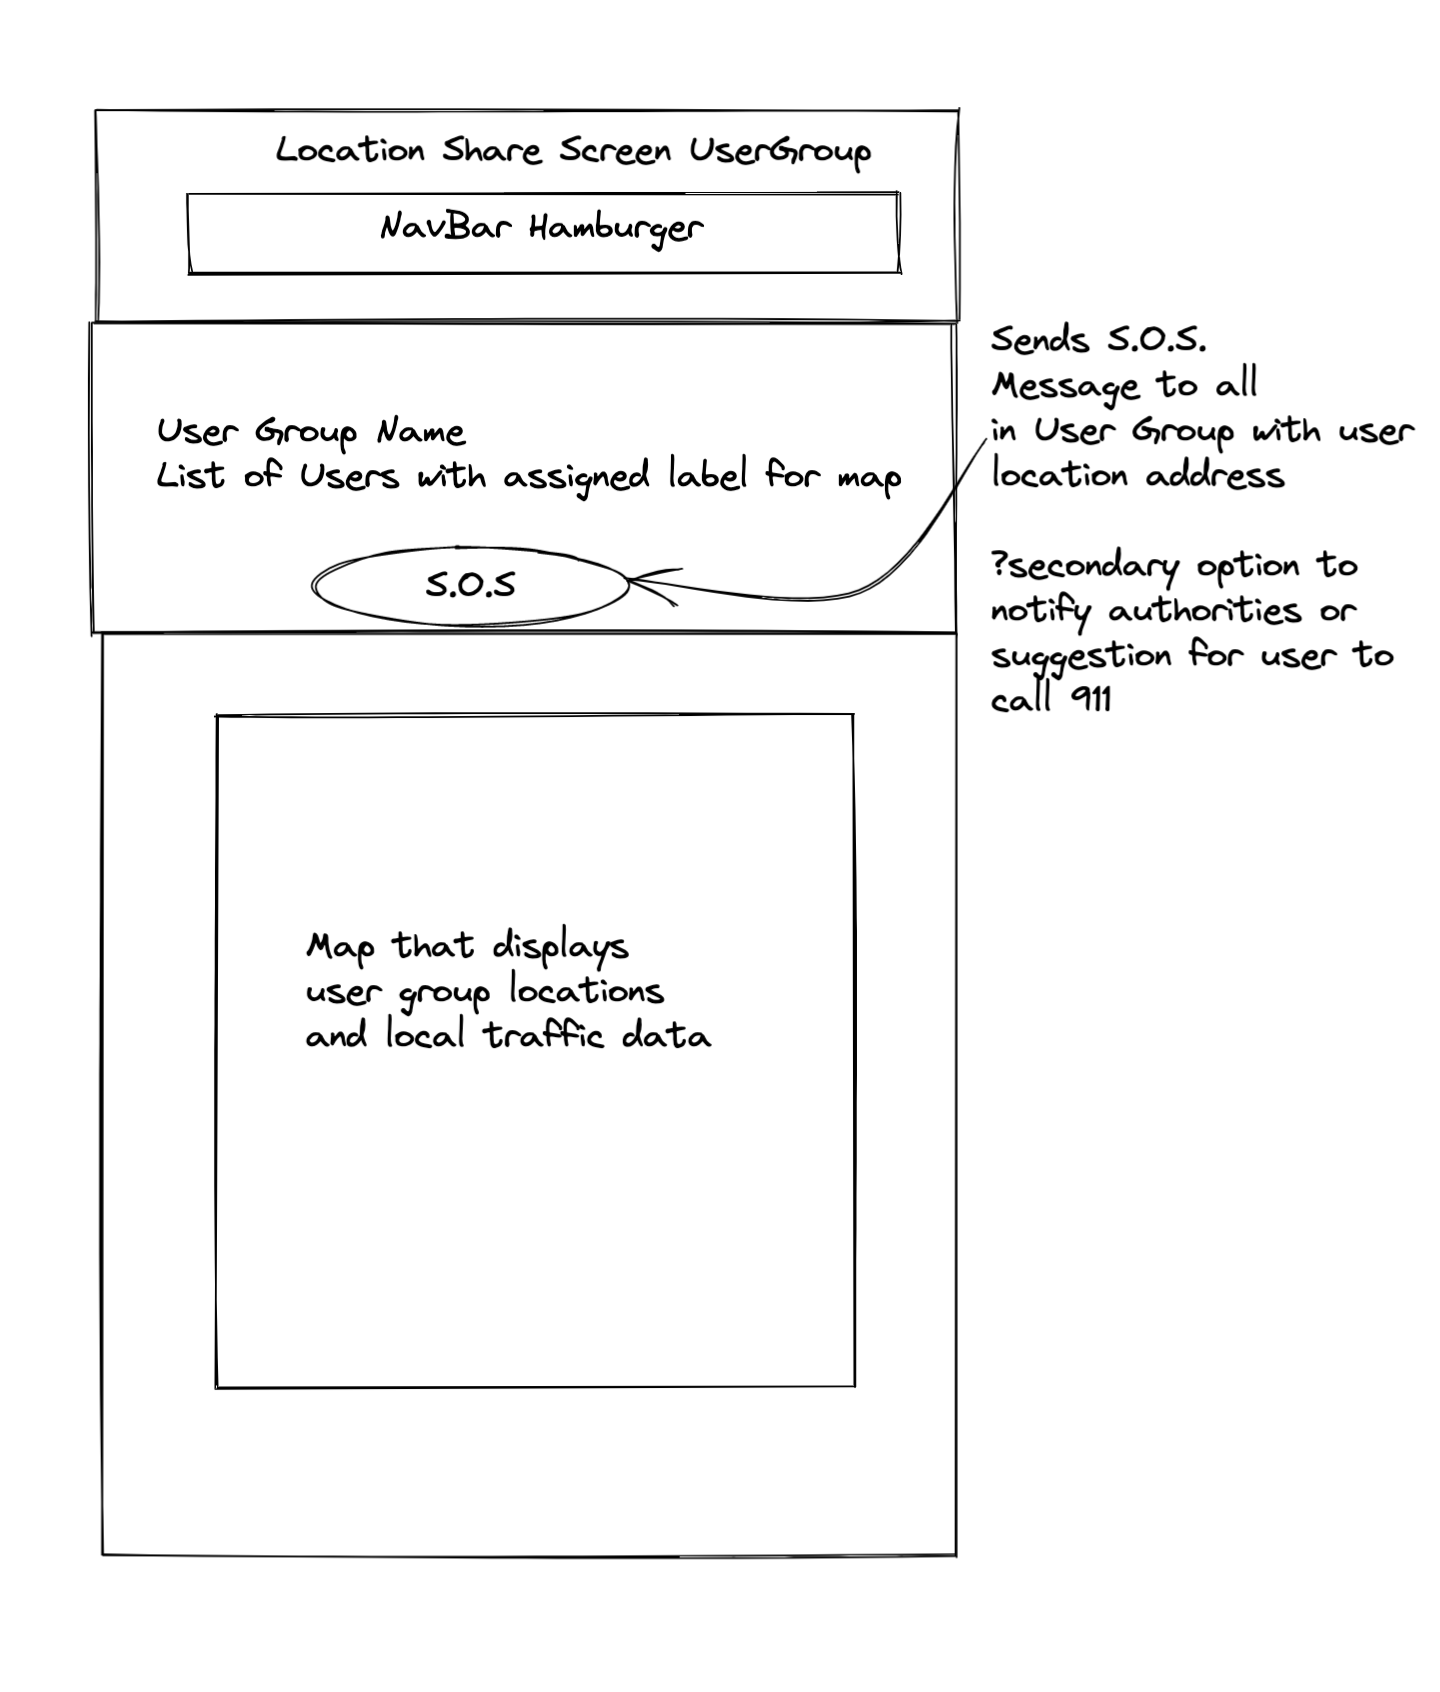 Location Share Screen UserGroup
NavBar Hamburger
User Group Name
List of Users with assigned label for map
S.O.S
Sends S.O.S.
Message to all
in User Group with user
location address
?secondary option to
notify authorities or
suggestion for user to
call 911
Map that displays
user group locations
and local traffic data